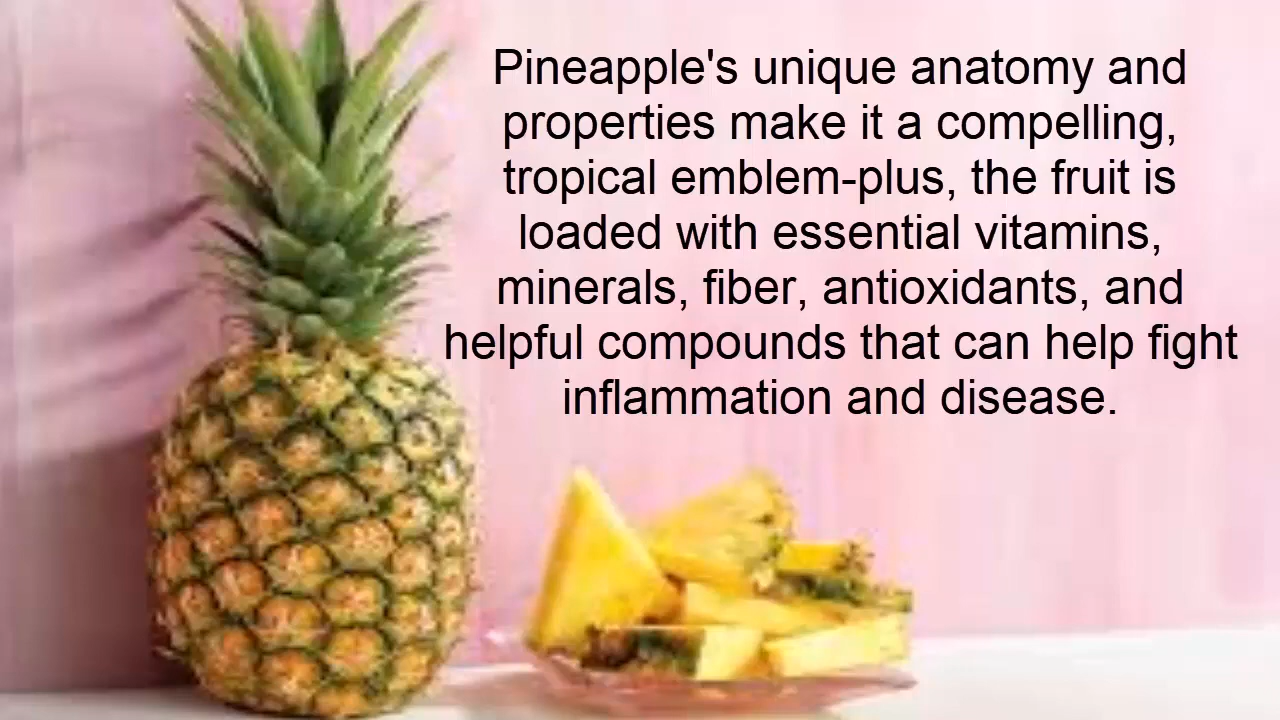 Pineapple's unique anatomy and
properties make it a compelling,
tropical emblem-plus, the fruit is
loaded with essential vitamins,
minerals, fiber, antioxidants, and
helpful compounds that can help fight
inflammation and disease.